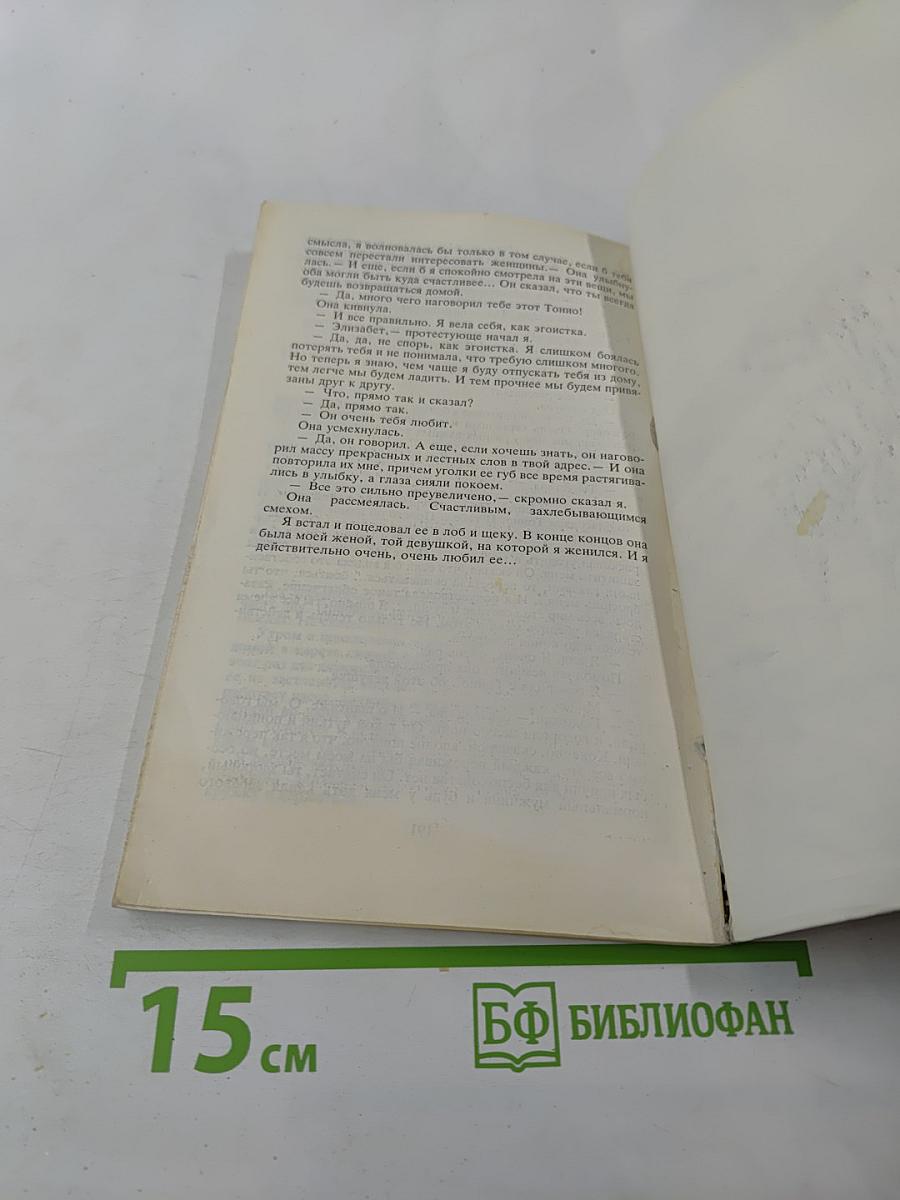 смысла, я волновалась бы только в том случае, если б тебя
совсем перестали интересовать женщины.— Она улыбну-
лась.— И еще, если б я спокойно смотрела на эти вещи, мы
оба могли быть куда счастливее... Он сказал, что ты всегда
будешь возвращаться домой.
— Да, много чего наговорил тебе этот Тонио!
Она кивнула.
— И все правильно. Я вела себя, как эгоистка.
— Элизабет,— протестующе начал я.
— Да, да, не спорь, как эгоистка. Я слишком боялась
потерять тебя и не понимала, что требую слишком многого.
Но теперь я знаю, чем чаще я буду отпускать тебя из дому,
тем легче мы будем ладить. И тем прочнее мы будем привя-
заны друг к другу.
— Что, прямо так и сказал?
— Да, прямо так.
— Он очень тебя любит.
Она усмехнулась.
— Да, он говорил. А еще, если хочешь знать, он нагово-
рил массу прекрасных и лестных слов в твой адрес.— И она
повторила их мне, причем уголки ее губ все время растягива-
лись в улыбку, а глаза сияли покоем.
— Все это сильно преувеличено,— скромно сказал я.
Она рассмеялась. Счастливым, захлебывающимся
смехом.
Я встал и поцеловал ее в лоб и щеку. В конце концов она
была моей женой, той девушкой, на которой я женился. И я
действительно очень, очень любил ее...
191
15 см
БФ БИБЛИОФАН